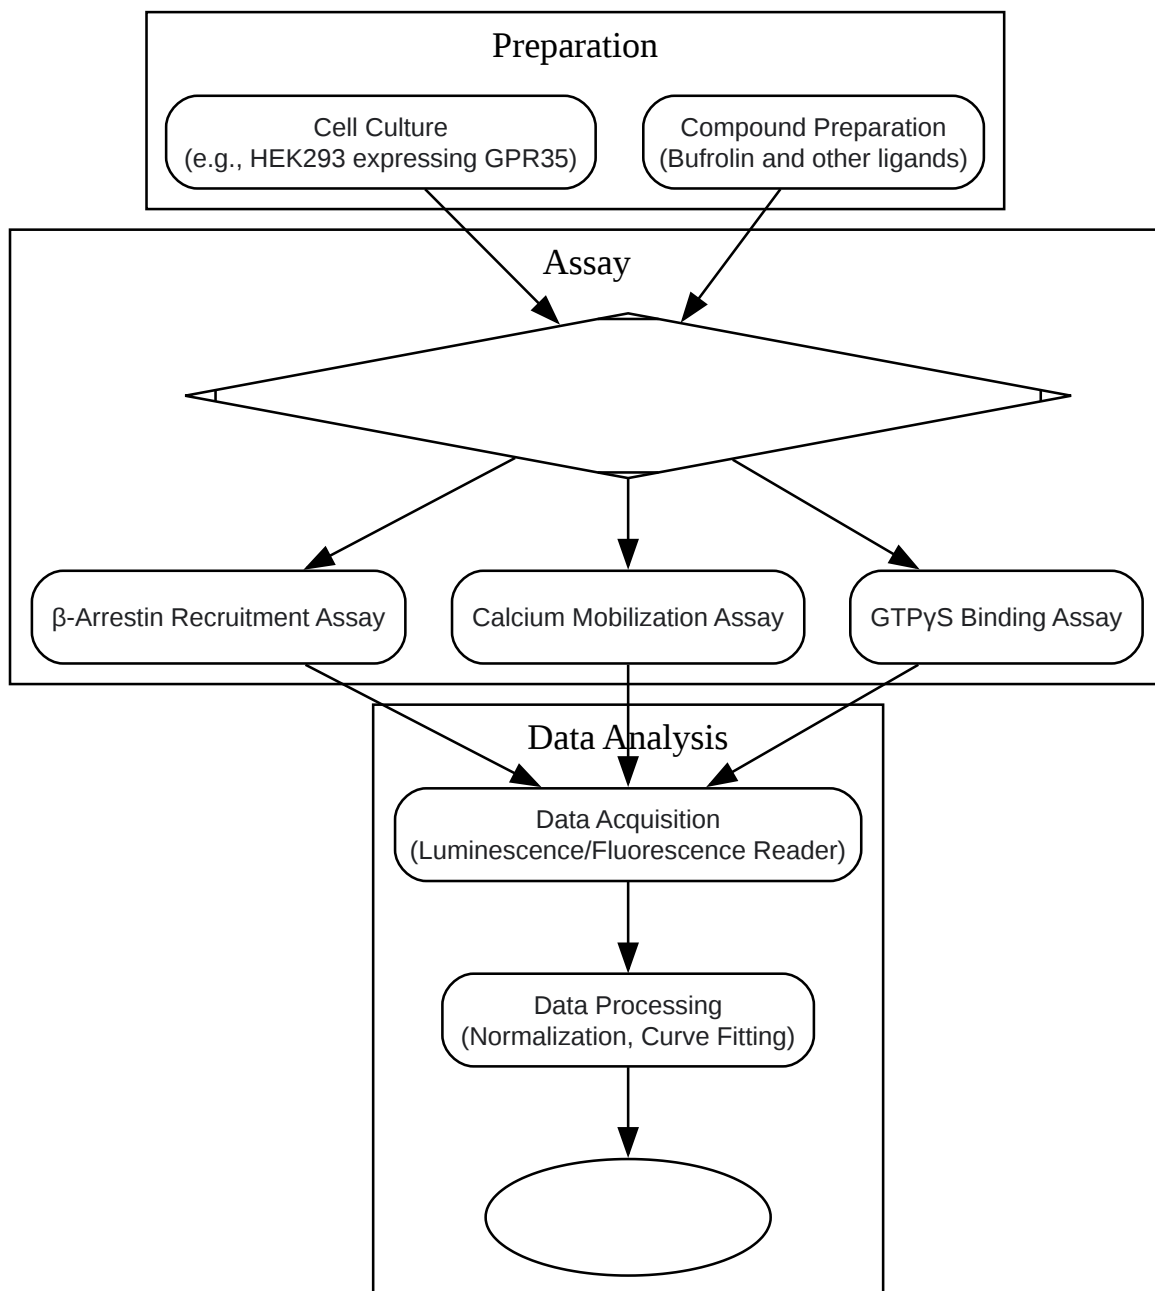 Preparation
Cell Culture
(e.g., HEK293 expressing GPR35)
Compound Preparation
(Bufrolin and other ligands)
Assay
β-Arrestin Recruitment Assay
Calcium Mobilization Assay
GTPγS Binding Assay
Data Analysis
Data Acquisition
(Luminescence/Fluorescence Reader)
Data Processing
(Normalization, Curve Fitting)